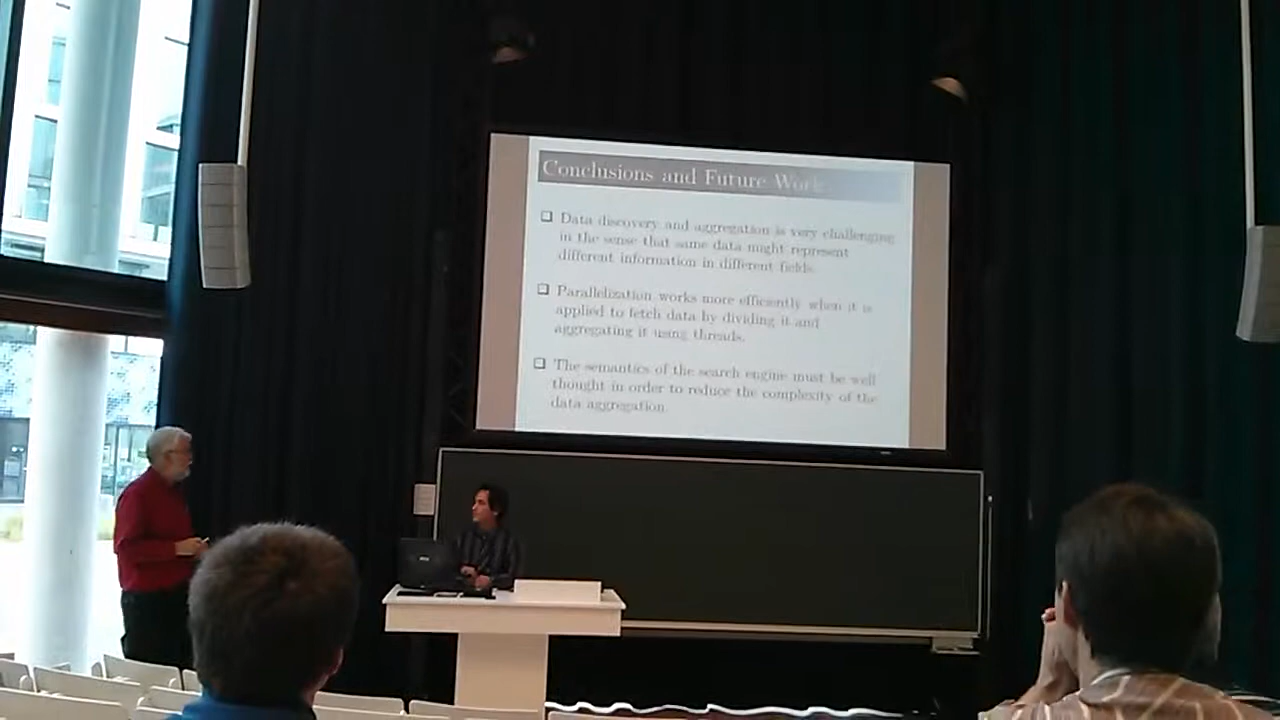 Conclusions and Future Work
❑ Data discovery and aggregation is very challenging
in the sense that same data might represent
different information in different fields.
❑ Parallelization works more efficiently when it is
applied to fetch data by dividing it and
aggregating it using threads.
❑ The semantics of the search engine must be well
thought in order to reduce the complexity of the
data aggregation.